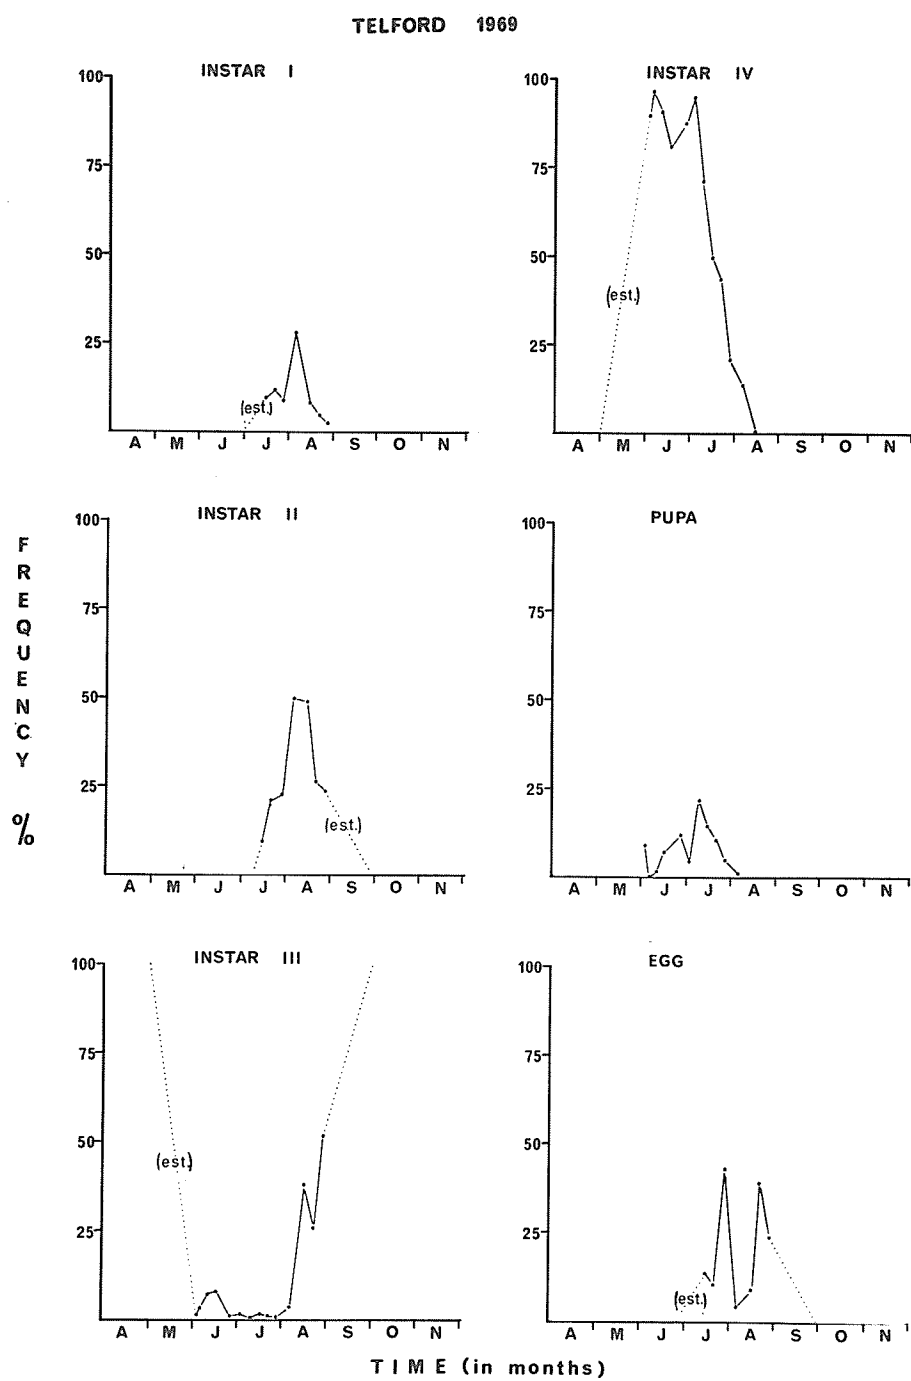 TELFORD 1969
INSTAR I
100
75
50
25
(est.)
A M J J A S O N
INSTAR IV
100
75
50
25
(est.)
A M J J A S O N
FREQUENCY %
INSTAR II
100
75
50
25
(est.)
A M J J A S O N
PUPA
100
75
50
25
A M J J A S O N
INSTAR III
100
75
50
25
(est.)
A M J J A S O N
EGG
100
75
50
25
(est.)
A M J J A S O N
TIME (in months)